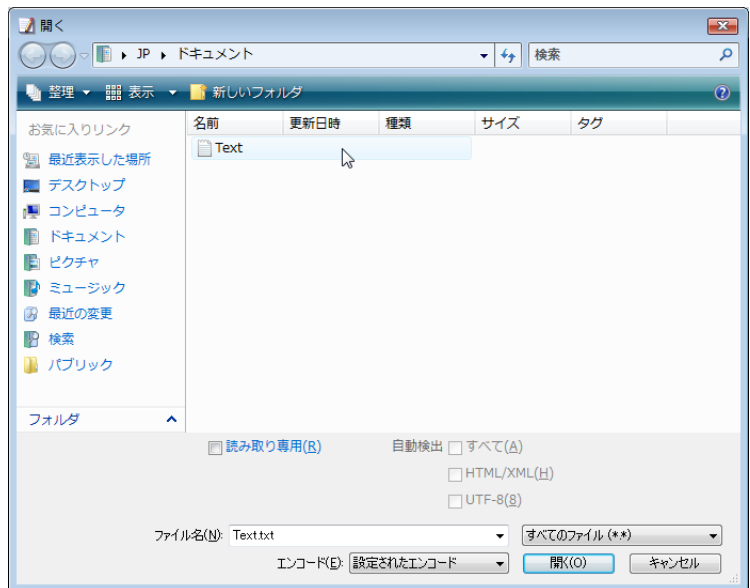 開く
JP ドキュメント 検索
整理 表示 新しいフォルダ
お気に入りリンク
最近表示した場所
デスクトップ
コンピュータ
ドキュメント
ピクチャ
ミュージック
最近の変更
検索
パブリック
フォルダ
名前 更新日時 種類 サイズ タグ
Text
読み取り専用(R) 自動検出 すべて(A)
HTML/XML(H)
UTF-8(8)
ファイル名(N): Text.txt すべてのファイル (*.*)
エンコード(E): 設定されたエンコード 開く(O) キャンセル